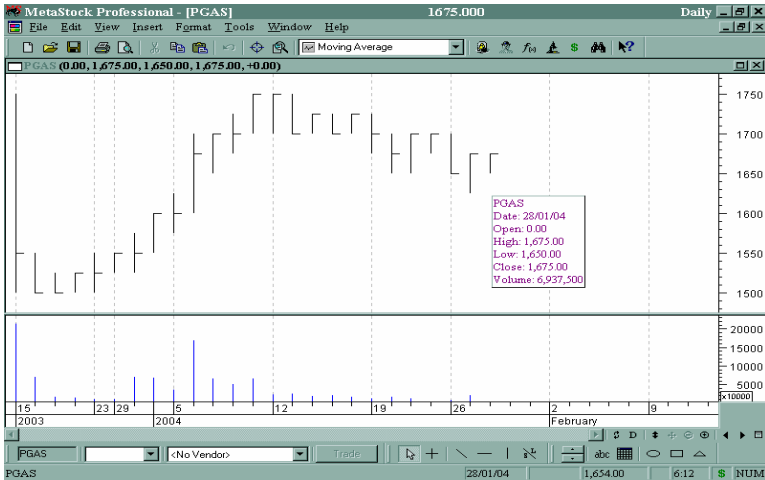 MetaStock Professional - [PGAS] 1675.000 Daily
File Edit View Insert Format Tools Window Help
Moving Average
PGAS (0.00, 1,675.00, 1,650.00, 1,675.00, +0.00)
1750
1700
1650
1600
1550
1500
PGAS
Date: 28/01/04
Open: 0.00
High: 1,675.00
Low: 1,650.00
Close: 1,675.00
Volume: 6,937,500
20000
15000
10000
5000
x10000
15 23 29 5 12 19 26 2 9
2003 2004 February
D
PGAS <No Vendor> Trade abc
PGAS 28/01/04 1,654.00 6:12 $ NUM